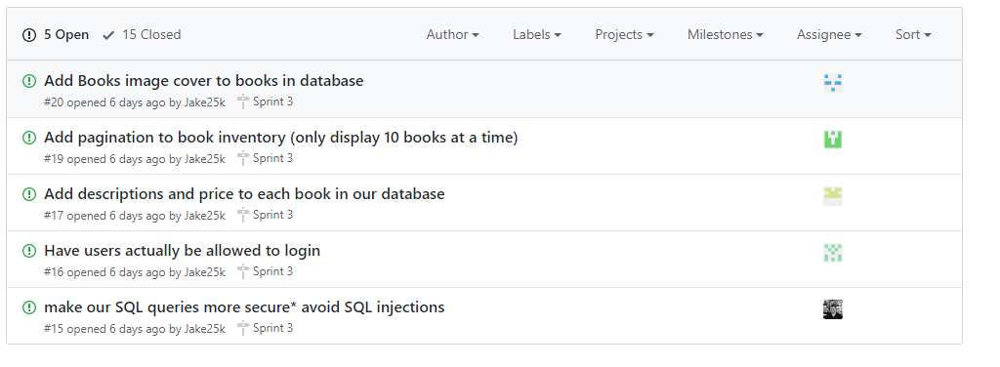 5 Open 15 Closed Author Labels Projects Milestones Assignee Sort
Add Books image cover to books in database
#20 opened 6 days ago by Jake25k Sprint 3
Add pagination to book inventory (only display 10 books at a time)
#19 opened 6 days ago by Jake25k Sprint 3
Add descriptions and price to each book in our database
#17 opened 6 days ago by Jake25k Sprint 3
Have users actually be allowed to login
#16 opened 6 days ago by Jake25k Sprint 3
make our SQL queries more secure* avoid SQL injections
#15 opened 6 days ago by Jake25k Sprint 3